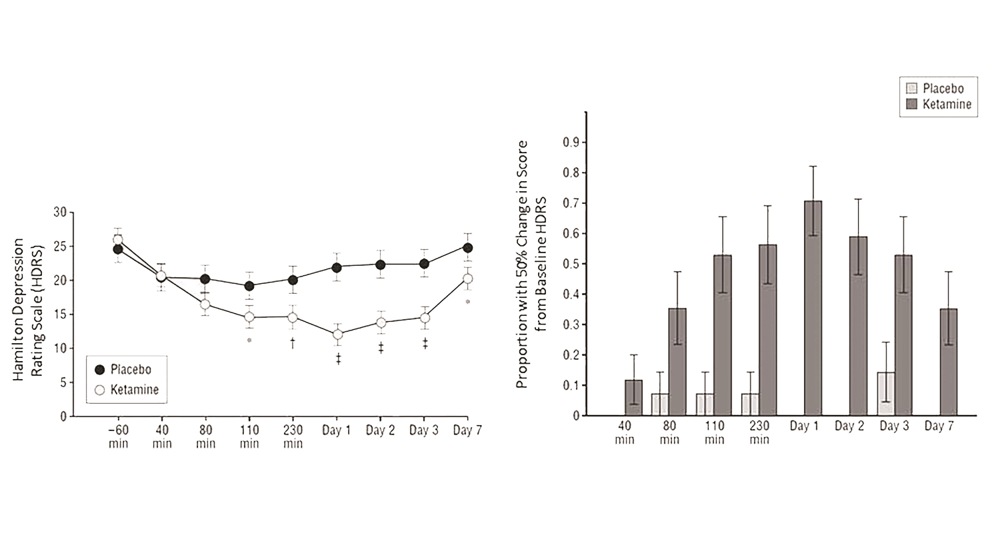 Hamilton Depression
Rating Scale (HDRS)
30
25
20
15
10
5
0
Placebo
Ketamine
*
†
‡
‡
‡
*
−60
min
40
min
80
min
110
min
230
min
Day 1
Day 2
Day 3
Day 7
Placebo
Ketamine
Proportion with 50% Change in Score
from Baseline HDRS
0.9
0.8
0.7
0.6
0.5
0.4
0.3
0.2
0.1
0
40
min
80
min
110
min
230
min
Day 1
Day 2
Day 3
Day 7